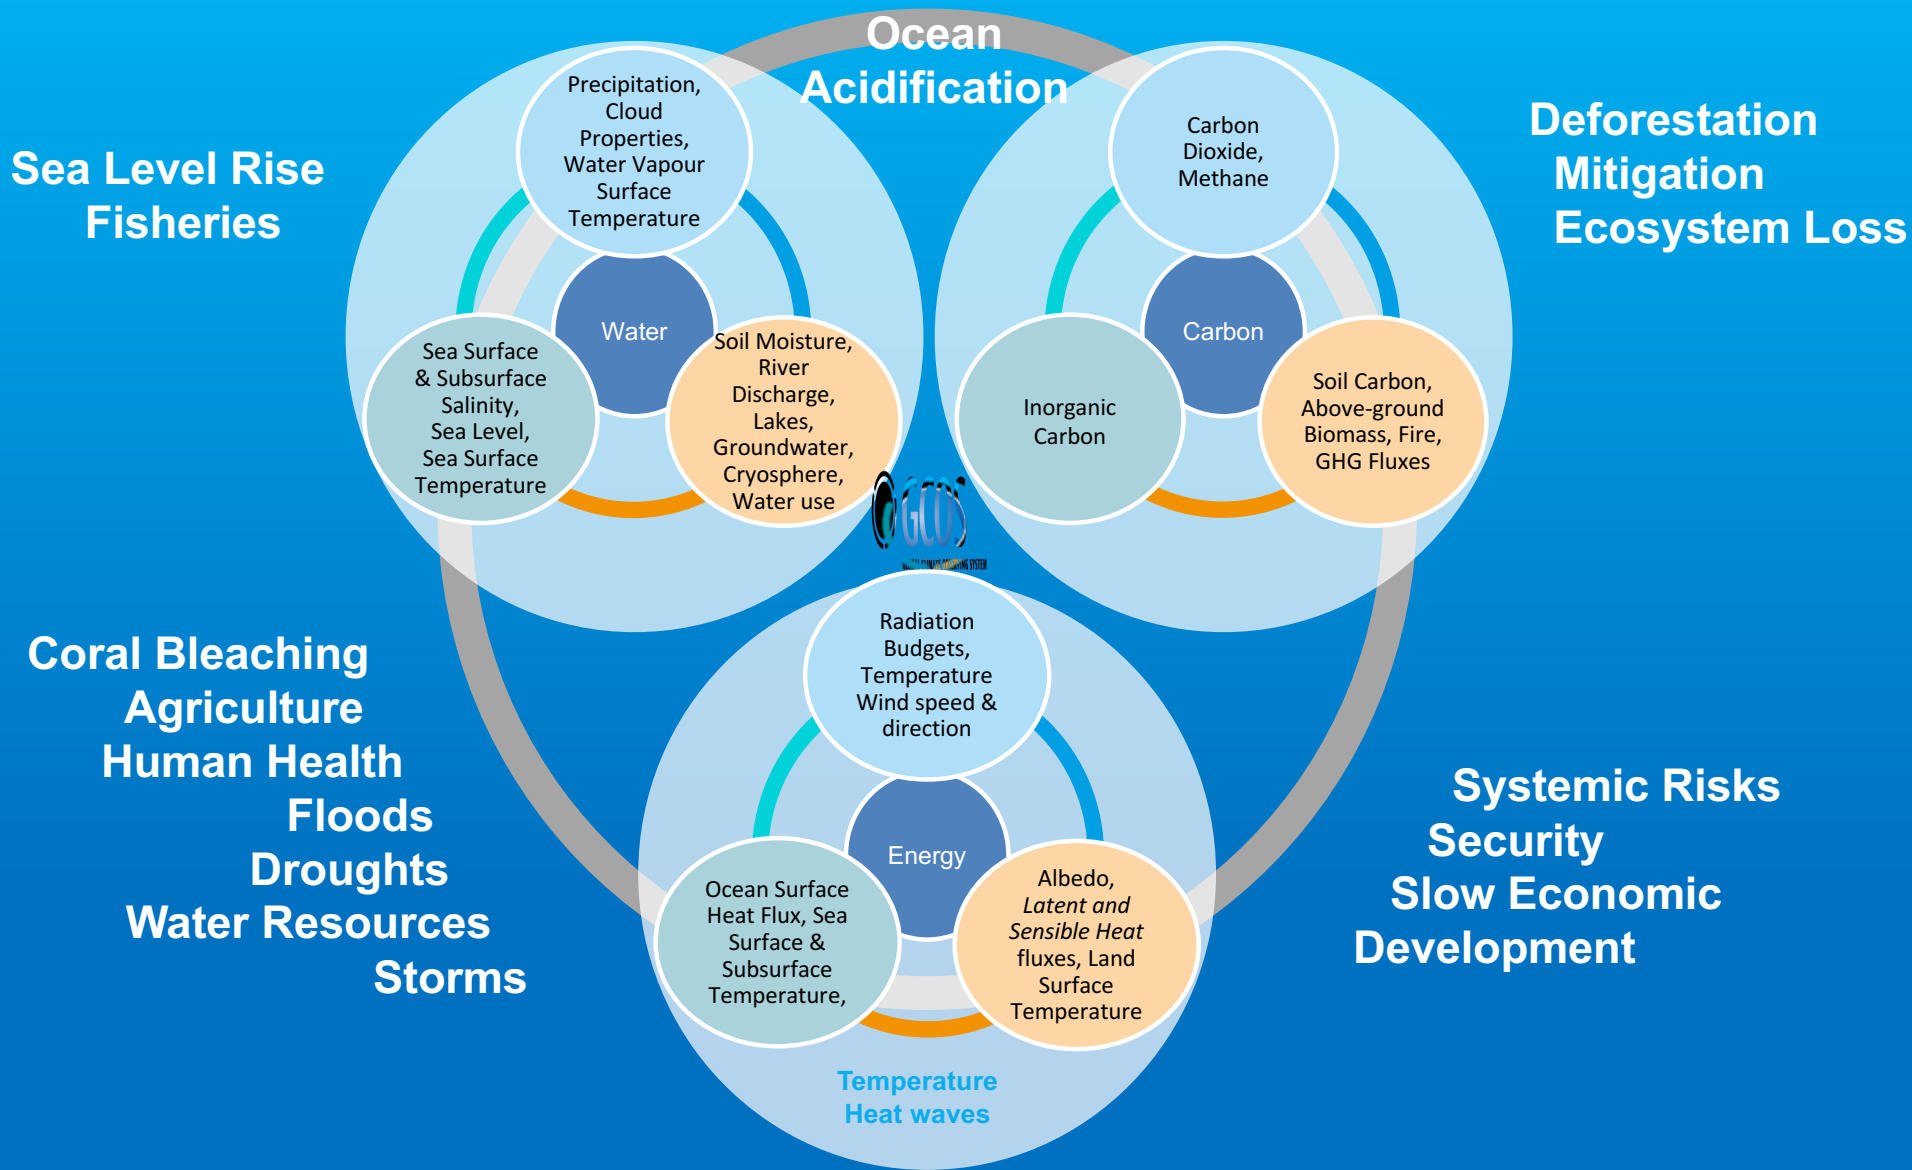 Ocean
Acidification
Sea Level Rise
Fisheries
Precipitation,
Cloud
Properties,
Water Vapour
Surface
Temperature
Water
Sea Surface
& Subsurface
Salinity,
Sea Level,
Sea Surface
Temperature
Soil Moisture,
River
Discharge,
Lakes,
Groundwater,
Cryosphere,
Water use
Carbon
Dioxide,
Methane
Carbon
Inorganic
Carbon
Soil Carbon,
Above-ground
Biomass, Fire,
GHG Fluxes
Deforestation
Mitigation
Ecosystem Loss
GCOS
GLOBAL CLIMATE OBSERVING SYSTEM
Coral Bleaching
Agriculture
Human Health
Floods
Droughts
Water Resources
Storms
Radiation
Budgets,
Temperature
Wind speed &
direction
Energy
Ocean Surface
Heat Flux, Sea
Surface &
Subsurface
Temperature,
Albedo,
Latent and
Sensible Heat
fluxes, Land
Surface
Temperature
Temperature
Heat waves
Systemic Risks
Security
Slow Economic
Development